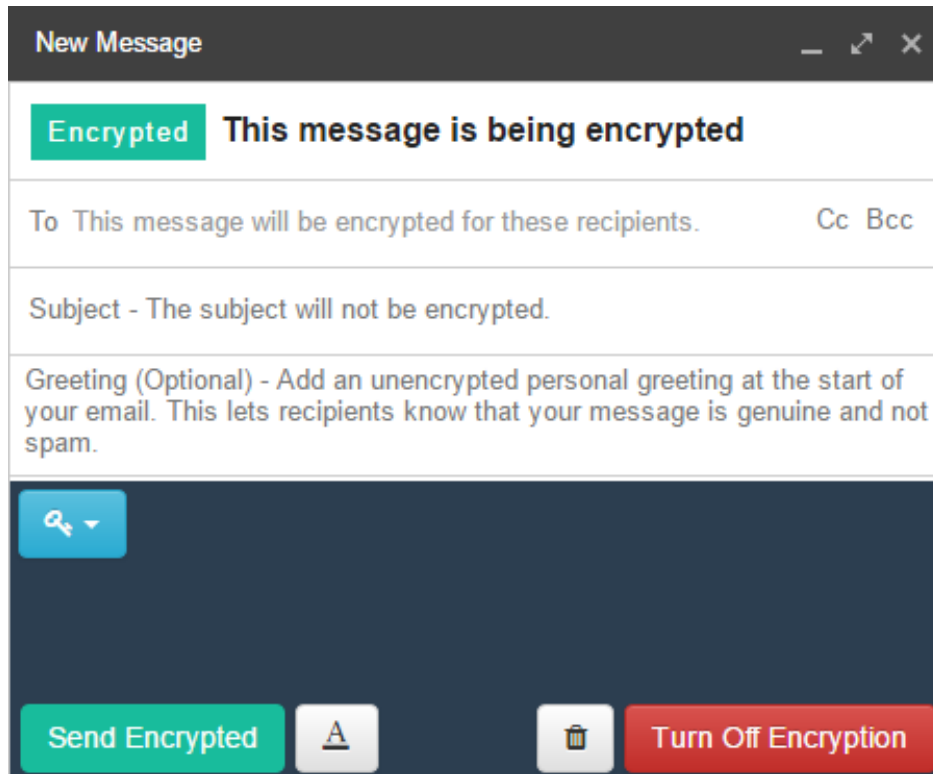 New Message
Encrypted This message is being encrypted
To This message will be encrypted for these recipients. Cc Bcc
Subject - The subject will not be encrypted.
Greeting (Optional) - Add an unencrypted personal greeting at the start of
your email. This lets recipients know that your message is genuine and not
spam.
Send Encrypted A Turn Off Encryption